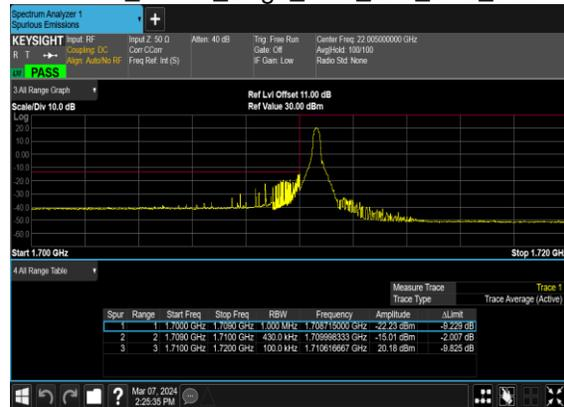 Spectrum Analyzer 1
Spurious Emissions
KEYSIGHT Input: RF Input Z: 50 Ω Atten: 40 dB Trig: Free Run Center Freq: 22.005000000 GHz
R T Coupling: DC Corr CCorr Gate: Off Avg|Hold: 100/100
Align: Auto/No RF Freq Ref: Int (S) IF Gain: Low Radio Std: None
PASS
3 All Range Graph Ref Lvl Offset 11.00 dB
Scale/Div 10.0 dB Ref Value 30.00 dBm
Log
20.0
10.0
0.00
-10.0
-20.0
-30.0
-40.0
-50.0
-60.0
Start 1.700 GHz Stop 1.720 GH
4 All Range Table
Measure Trace Trace 1
Trace Type Trace Average (Active)
Spur Range Start Freq Stop Freq RBW Frequency Amplitude ΔLimit
1 1 1.7000 GHz 1.7090 GHz 1.000 MHz 1.708715000 GHz -22.23 dBm -9.229 dB
2 2 1.7090 GHz 1.7100 GHz 430.0 kHz 1.709998333 GHz -15.01 dBm -2.007 dB
3 3 1.7100 GHz 1.7200 GHz 100.0 kHz 1.710616667 GHz 20.18 dBm -9.825 dB
? Mar 07, 2024
2:25:35 PM